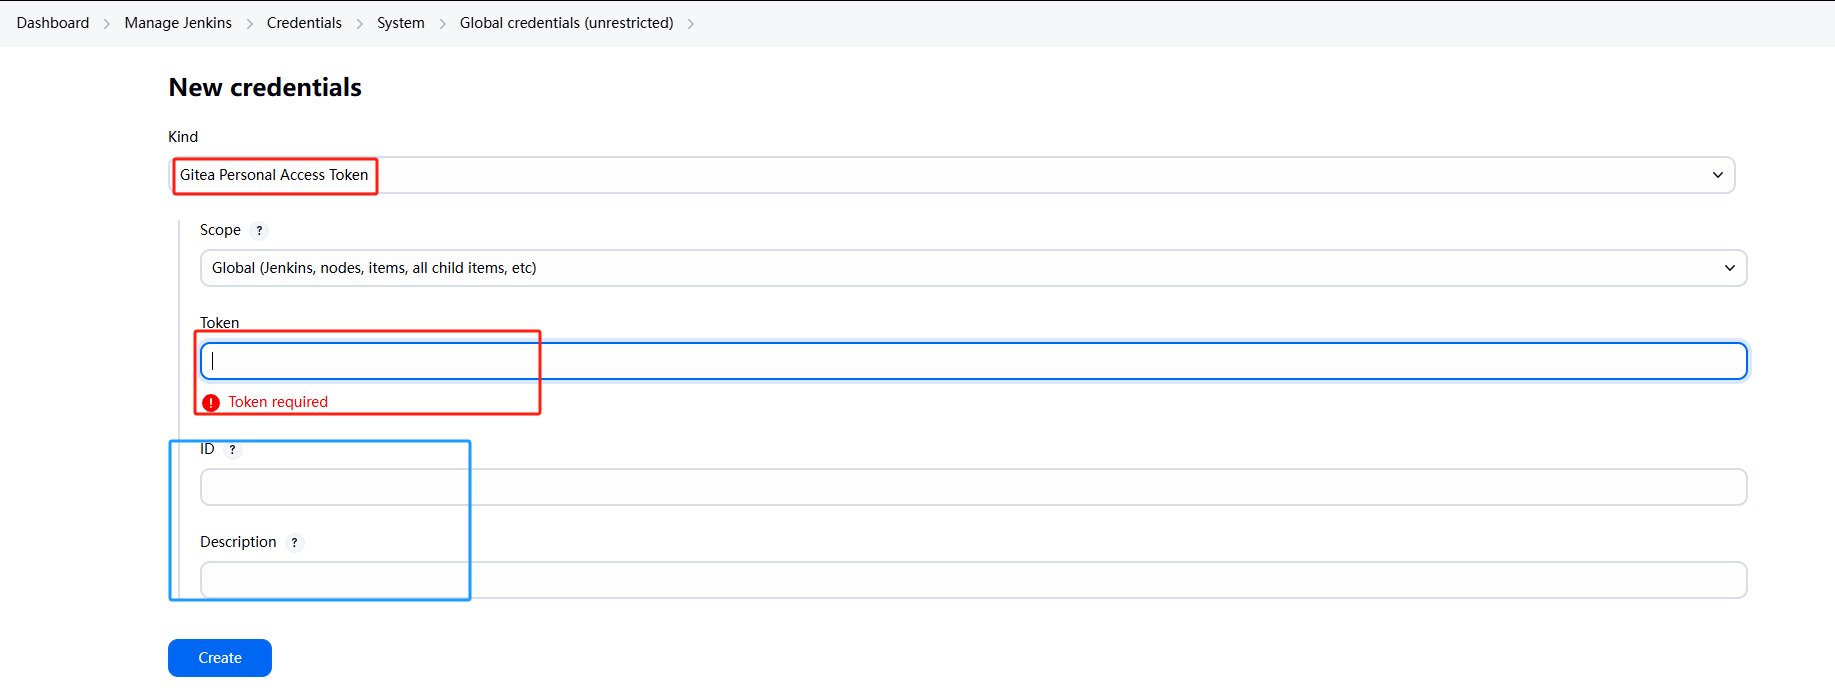 Dashboard > Manage Jenkins > Credentials > System > Global credentials (unrestricted) >
New credentials
Kind
Gitea Personal Access Token
Scope ?
Global (Jenkins, nodes, items, all child items, etc)
Token
! Token required
ID ?
Description ?
Create